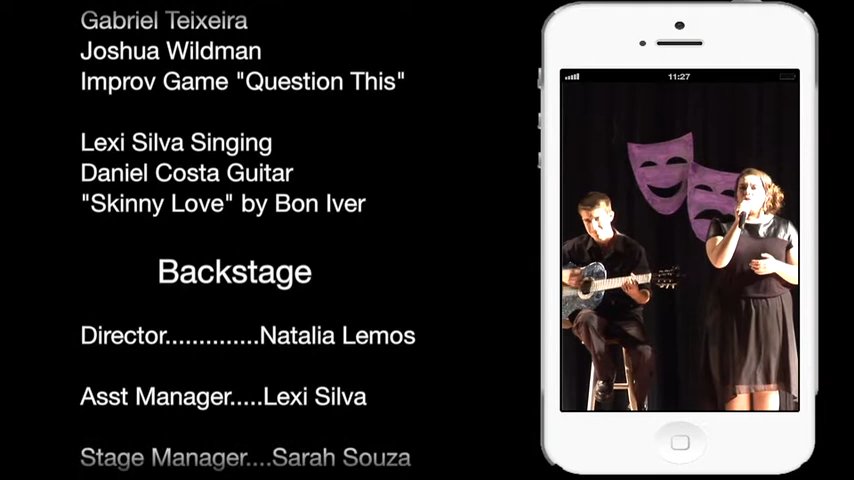 Gabriel Teixeira
Joshua Wildman
Improv Game "Question This"
Lexi Silva Singing
Daniel Costa Guitar
"Skinny Love" by Bon Iver
Backstage
Director..............Natalia Lemos
Asst Manager.....Lexi Silva
Stage Manager....Sarah Souza
11:27